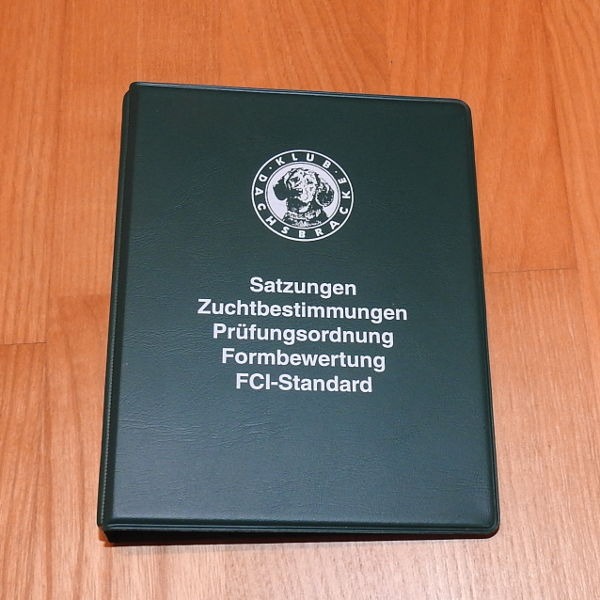 KLUB
DACHSBRACKE
Satzungen
Zuchtbestimmungen
Prüfungsordnung
Formbewertung
FCI-Standard